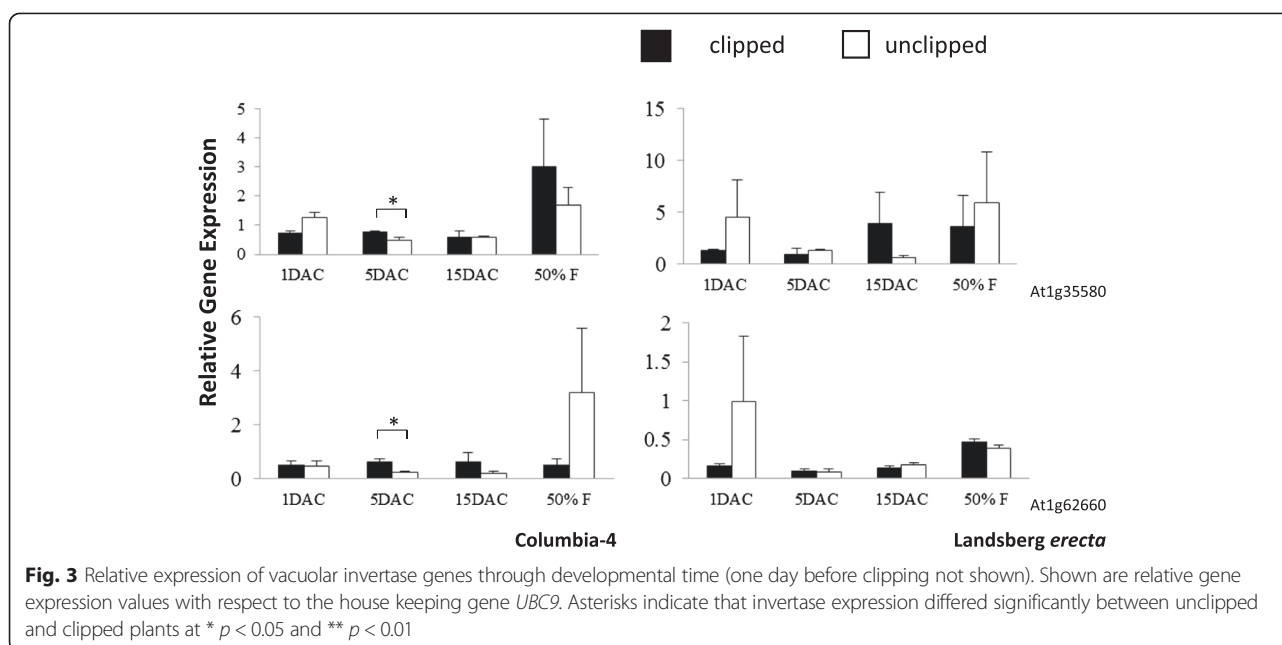 clipped unclipped
Relative Gene Expression
5
4
3
2
1
0
*
1DAC 5DAC 15DAC 50% F
15
10
5
0
1DAC 5DAC 15DAC 50% F
At1g35580
6
4
2
0
*
1DAC 5DAC 15DAC 50% F
2
1.5
1
0.5
0
1DAC 5DAC 15DAC 50% F
At1g62660
Columbia-4 Landsberg erecta
Fig. 3 Relative expression of vacuolar invertase genes through developmental time (one day before clipping not shown). Shown are relative gene
expression values with respect to the house keeping gene UBC9. Asterisks indicate that invertase expression differed significantly between unclipped
and clipped plants at * p < 0.05 and ** p < 0.01